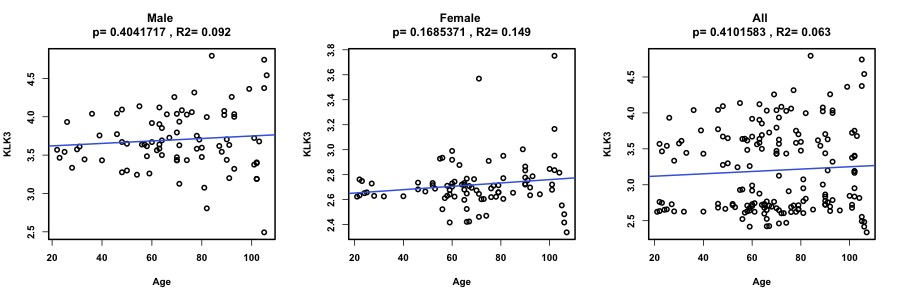 Male
p= 0.4041717 , R2= 0.092
KLK3
4.5
4.0
3.5
3.0
2.5
20 40 60 80 100
Age
Female
p= 0.1685371 , R2= 0.149
KLK3
3.8
3.6
3.4
3.2
3.0
2.8
2.6
2.4
20 40 60 80 100
Age
All
p= 0.4101583 , R2= 0.063
KLK3
4.5
4.0
3.5
3.0
2.5
20 40 60 80 100
Age